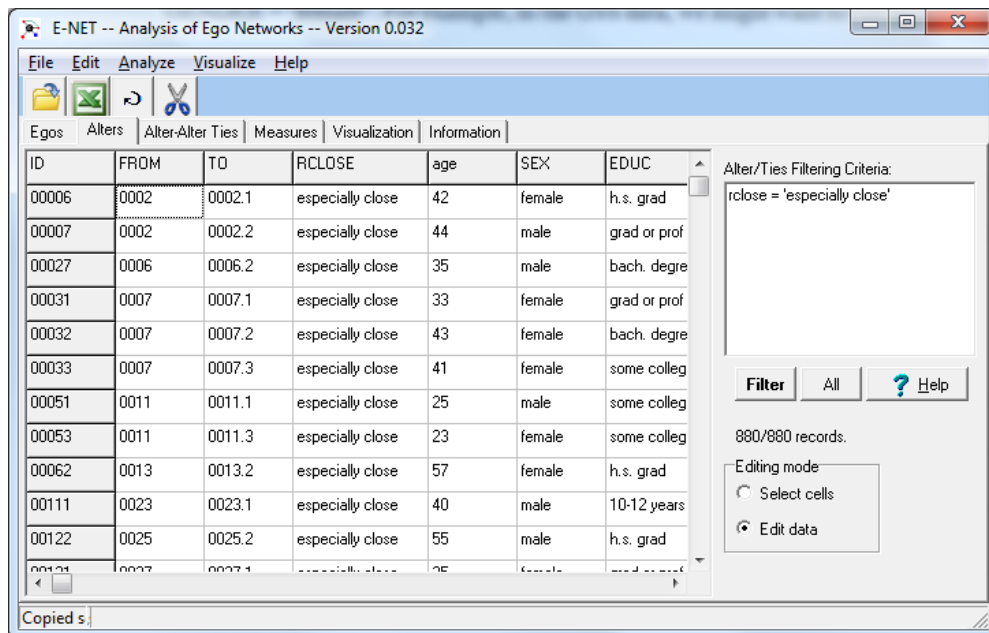 E-NET -- Analysis of Ego Networks -- Version 0.032
File Edit Analyze Visualize Help
Egos Alters Alter-Alter Ties Measures Visualization Information
ID FROM TO RCLOSE age SEX EDUC
00006 0002 0002.1 especially close 42 female h.s. grad
00007 0002 0002.2 especially close 44 male grad or prof
00027 0006 0006.2 especially close 35 male bach. degre
00031 0007 0007.1 especially close 33 female grad or prof
00032 0007 0007.2 especially close 43 female bach. degre
00033 0007 0007.3 especially close 41 female some colleg
00051 0011 0011.1 especially close 25 male some colleg
00053 0011 0011.3 especially close 23 female some colleg
00062 0013 0013.2 especially close 57 female h.s. grad
00111 0023 0023.1 especially close 40 male 10-12 years
00122 0025 0025.2 especially close 55 male h.s. grad
Alter/Ties Filtering Criteria:
rclose = 'especially close'
Filter All Help
880/880 records.
Editing mode
Select cells
Edit data
Copied s